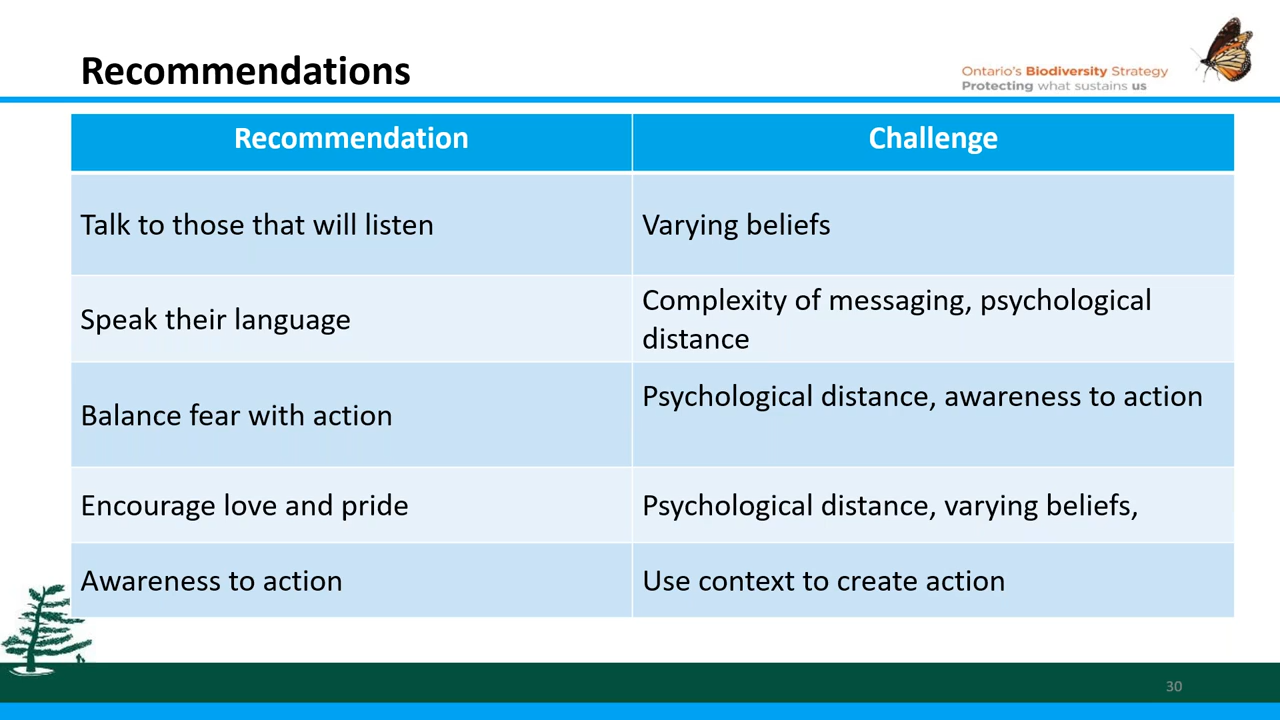 Recommendations
Ontario's Biodiversity Strategy
Protecting what sustains us
Recommendation
Challenge
Talk to those that will listen
Varying beliefs
Speak their language
Complexity of messaging, psychological
distance
Balance fear with action
Psychological distance, awareness to action
Encourage love and pride
Psychological distance, varying beliefs,
Awareness to action
Use context to create action
30